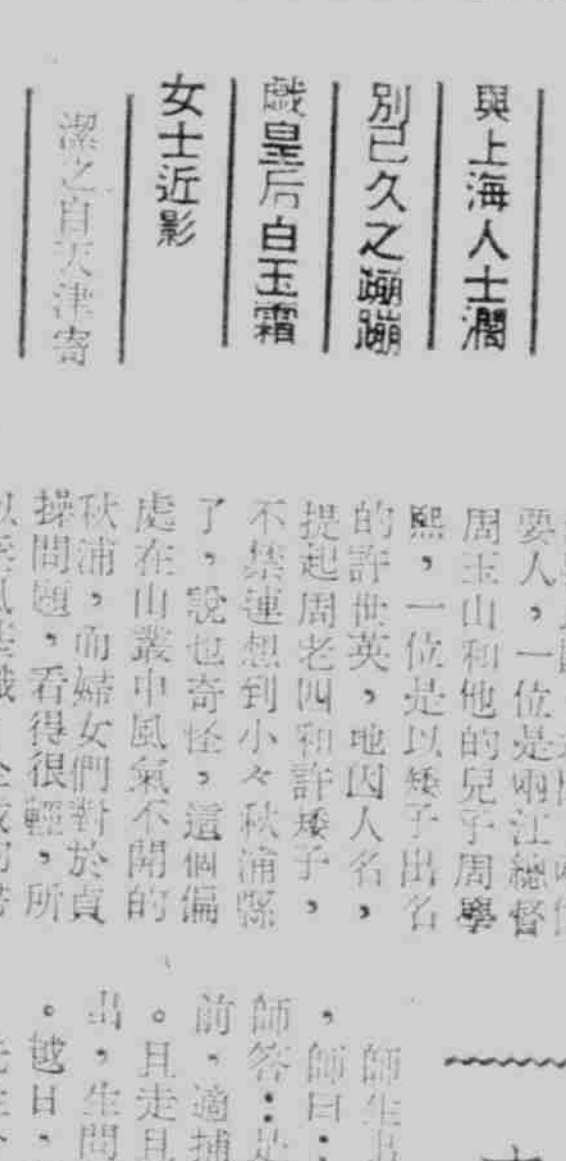 與上海人士濶
別已久之蹦蹦
戲皇后白玉霜
女士近影
潔之自天津寄
要人，一位是兩江總督
周玉山和他的兒子周學
熙，一位是以矮子出名
的許世英，地因人名，
提起周老四和許矮子，
不禁連想到小々秋浦縣
了，說也奇怪，這個偏
處在山叢中風氣不開的
秋浦，而婦女們對於貞
操問題，看得很輕，所
師生
，師曰：
師答：
前，適捕
。且走且
出，生問
。越日，